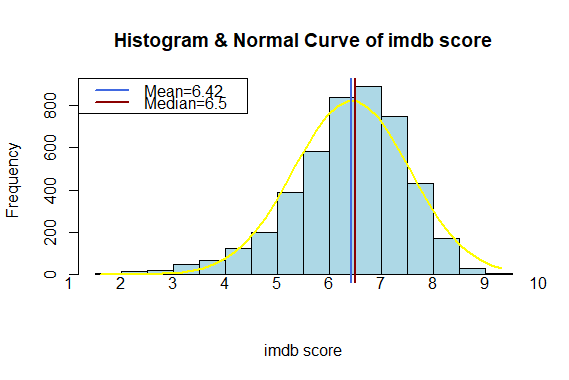 Histogram & Normal Curve of imdb score
Mean=6.42
Median=6.5
Frequency
800
600
400
200
0
1 2 3 4 5 6 7 8 9 10
imdb score